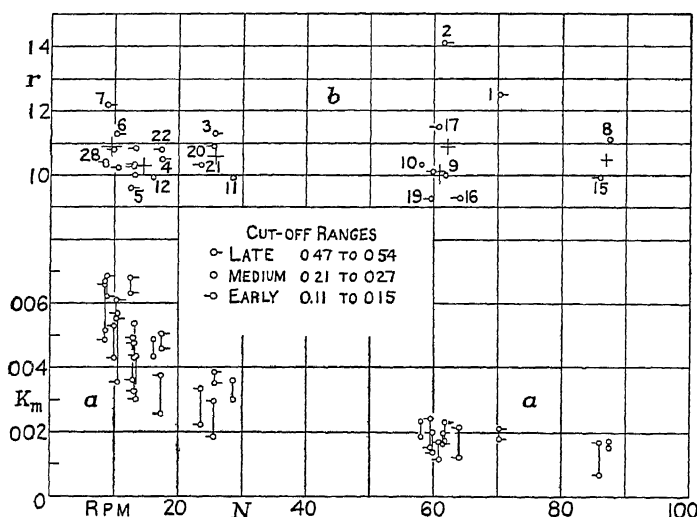 14
r
12
10
006
004
Km
002
0
7
6
28
22
4
5
12
3
20
21
11
b
2
1
17
10
9
19
16
8
15
CUT-OFF RANGES
LATE 0.47 TO 0.54
MEDIUM 0.21 TO 0.27
EARLY 0.11 TO 0.15
a
a
RPM
20
N
40
60
80
100